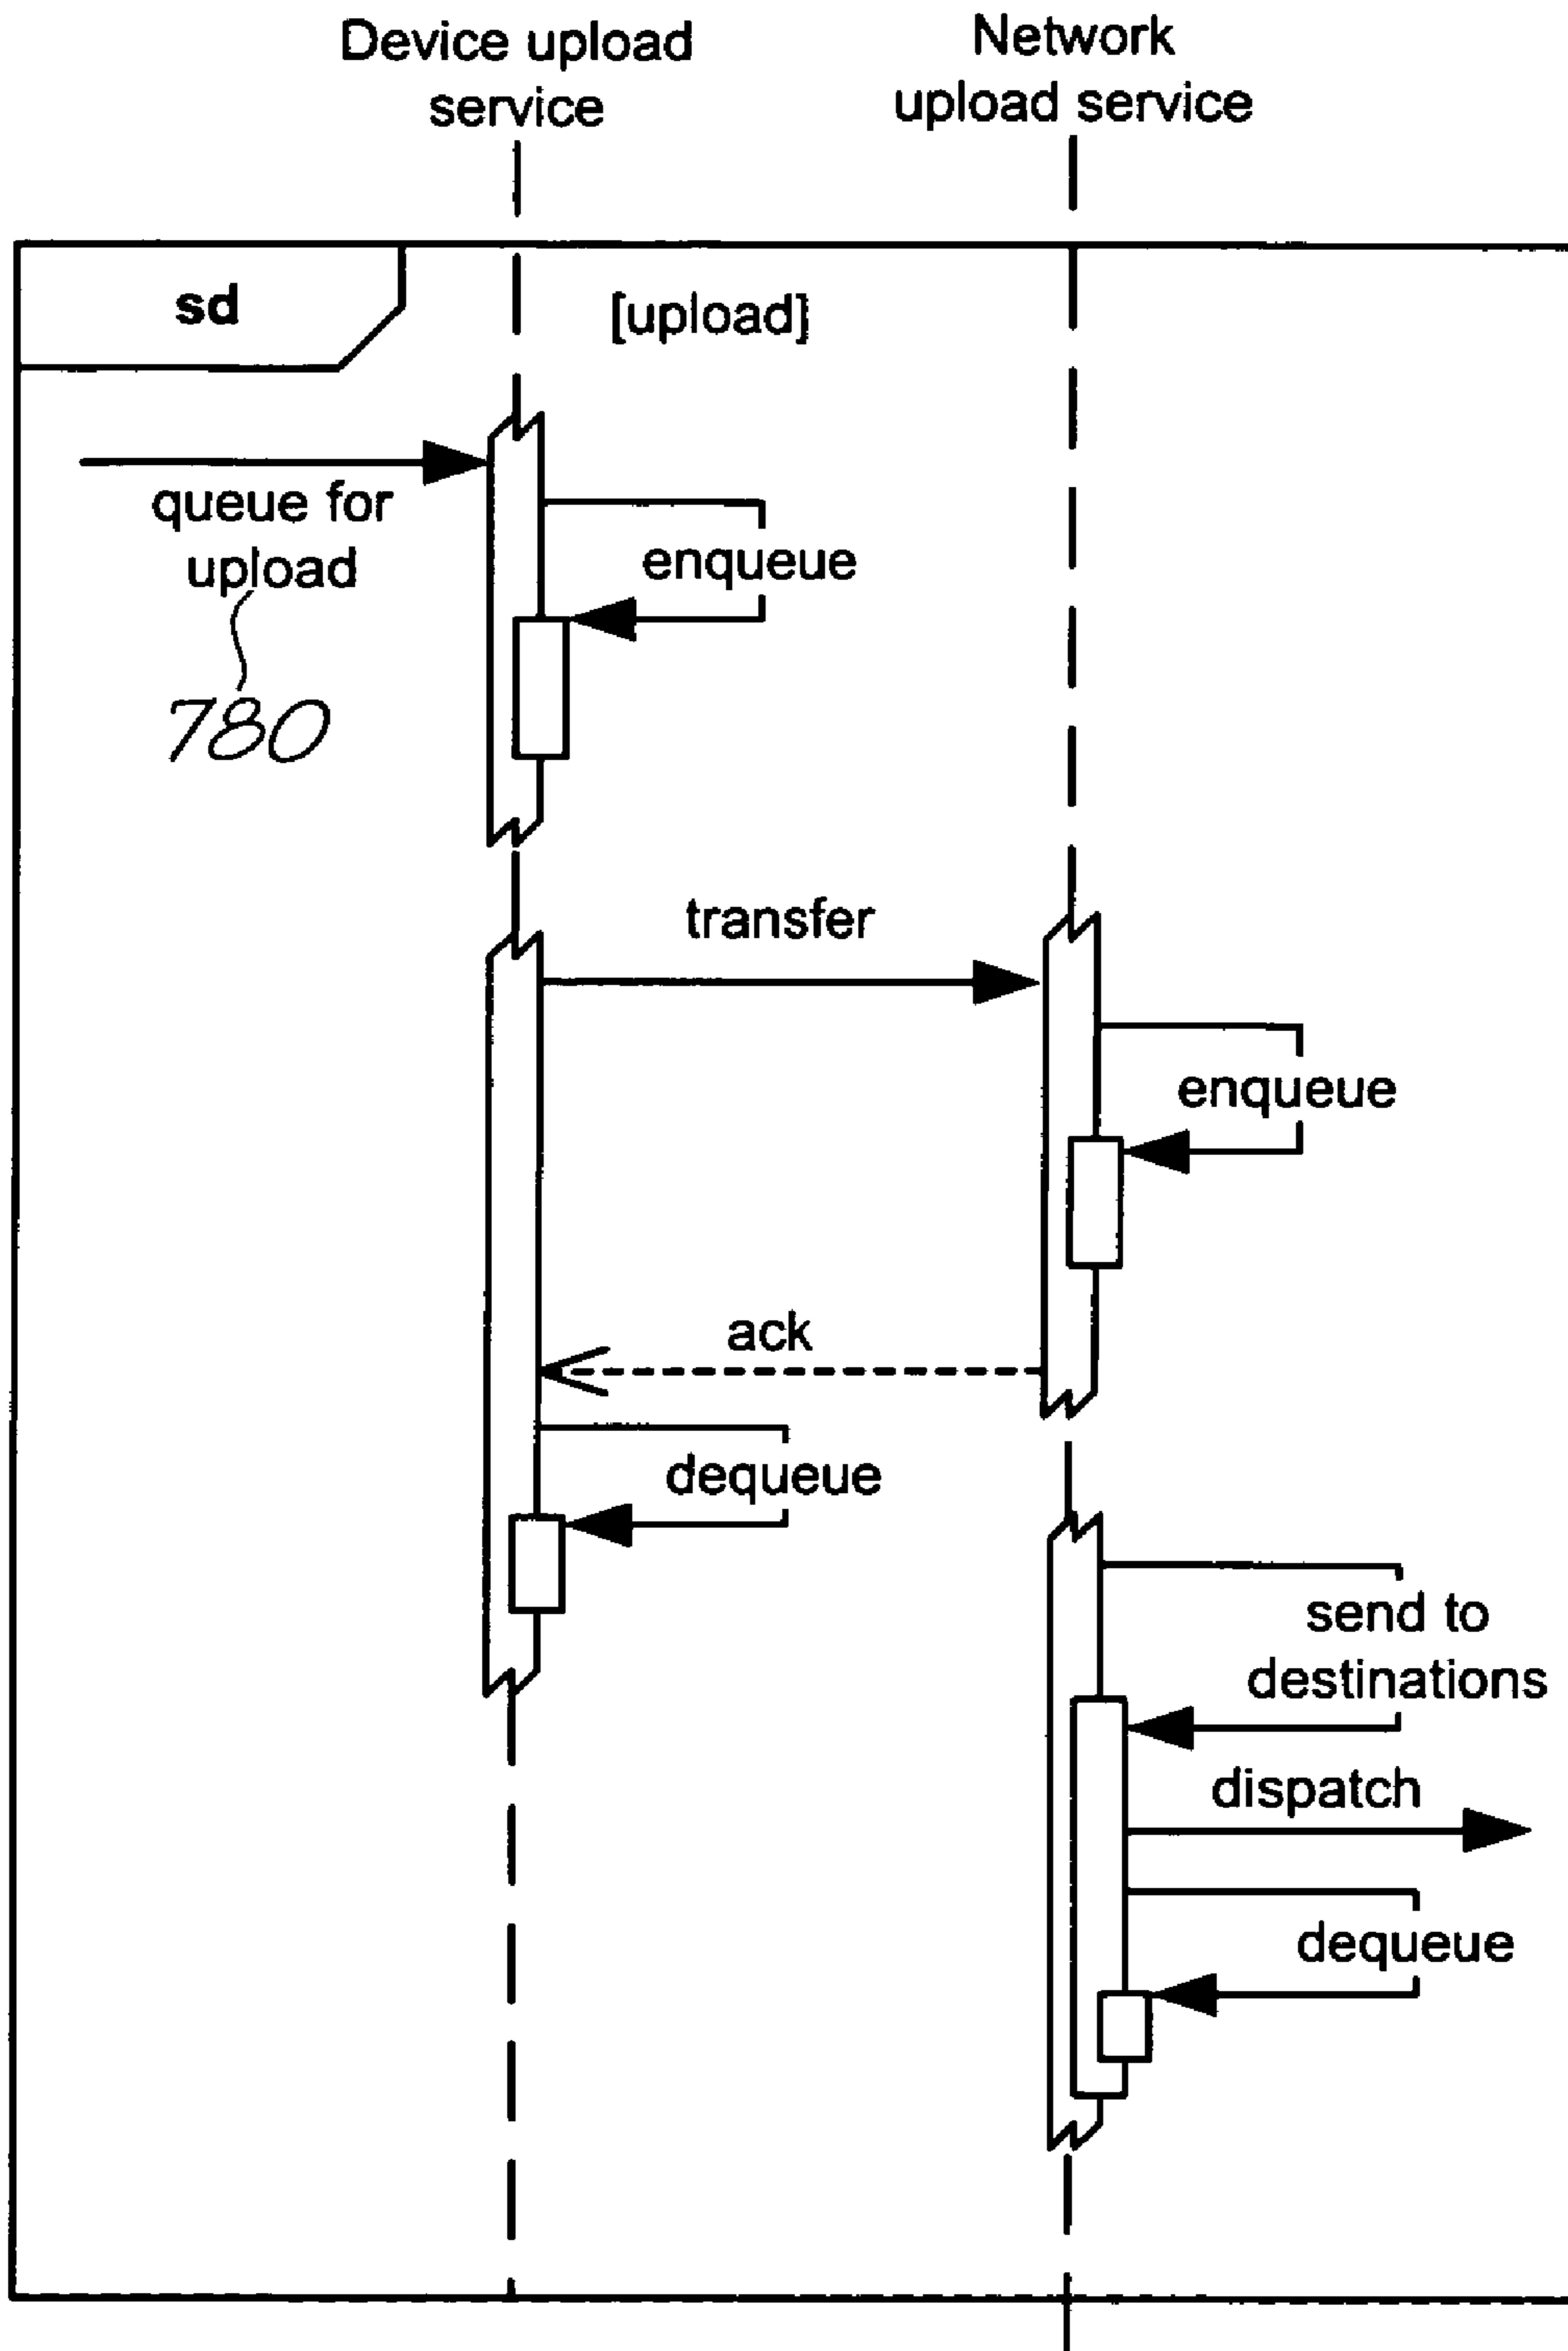 Device upload
service
Network
upload service
sd
[upload]
queue for
upload
780
enqueue
transfer
enqueue
ack
dequeue
send to
destinations
dispatch
dequeue